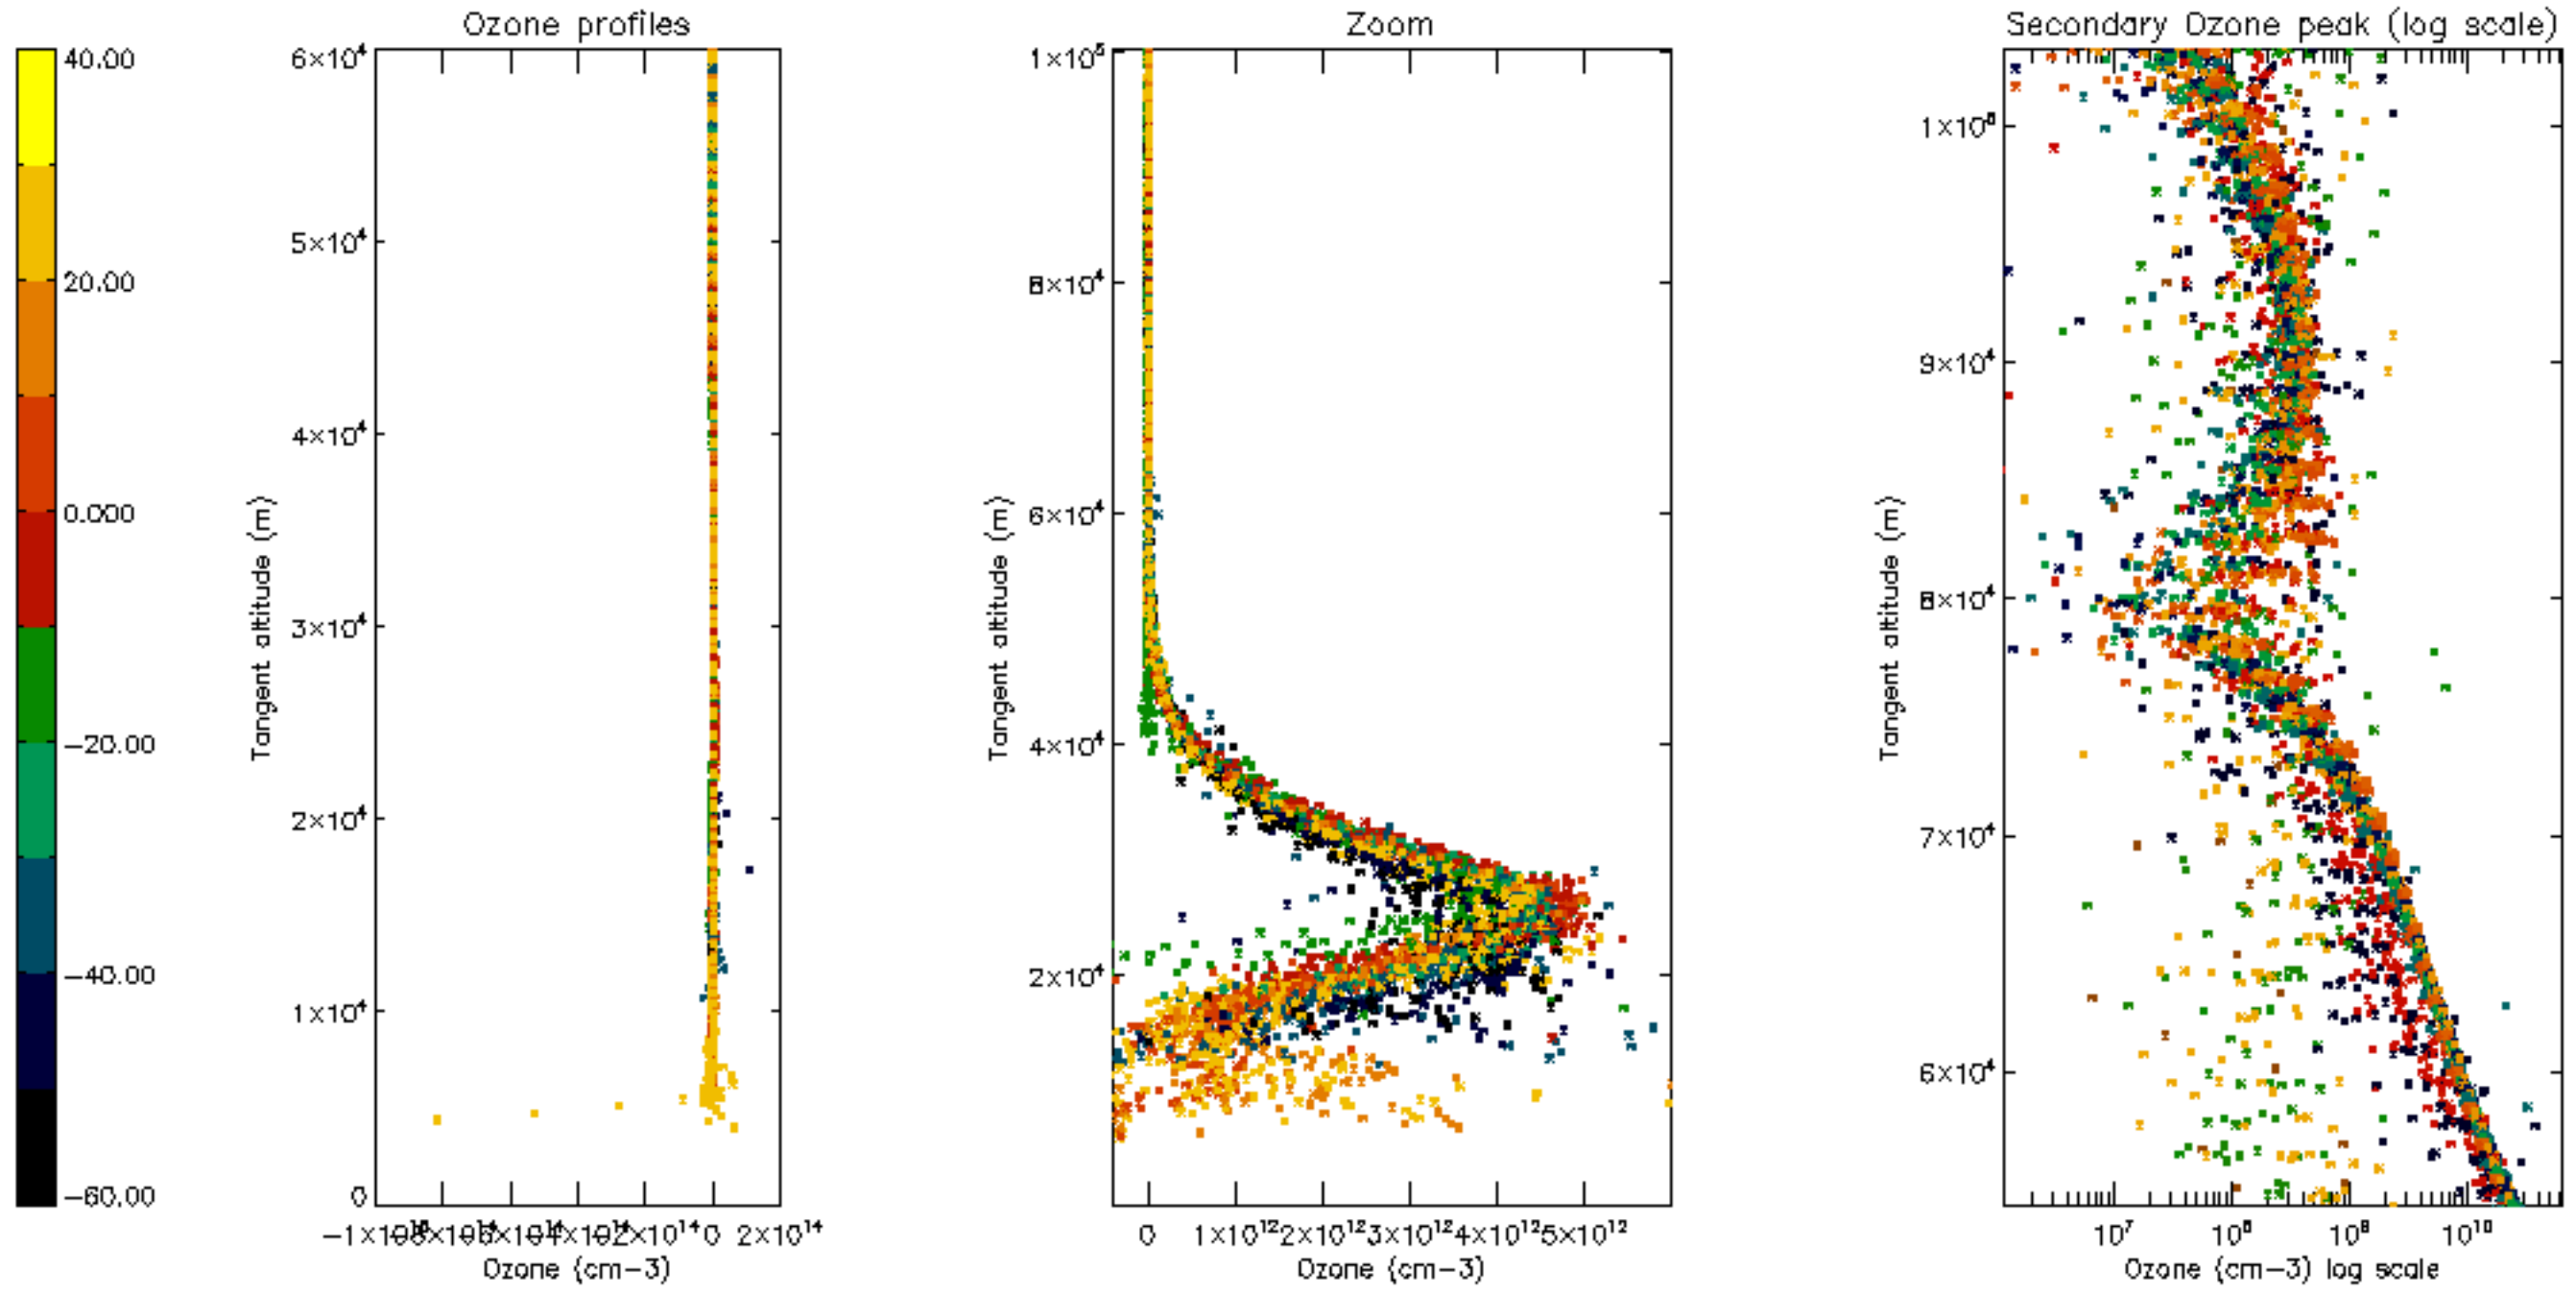 Ozone profiles
Zoom
Secondary Ozone peak (log scale)
40.00
20.00
0.000
−20.00
−40.00
−60.00
6×10⁴
5×10⁴
4×10⁴
3×10⁴
2×10⁴
1×10⁴
0
Tangent altitude (m)
0 2×10¹⁴
Ozone (cm−3)
1×10⁵
8×10⁴
6×10⁴
4×10⁴
2×10⁴
Tangent altitude (m)
0 1×10¹² 2×10¹² 3×10¹² 4×10¹² 5×10¹²
Ozone (cm−3)
1×10⁵
9×10⁴
8×10⁴
7×10⁴
6×10⁴
Tangent altitude (m)
10⁷ 10⁸ 10⁹ 10¹⁰
Ozone (cm−3) log scale